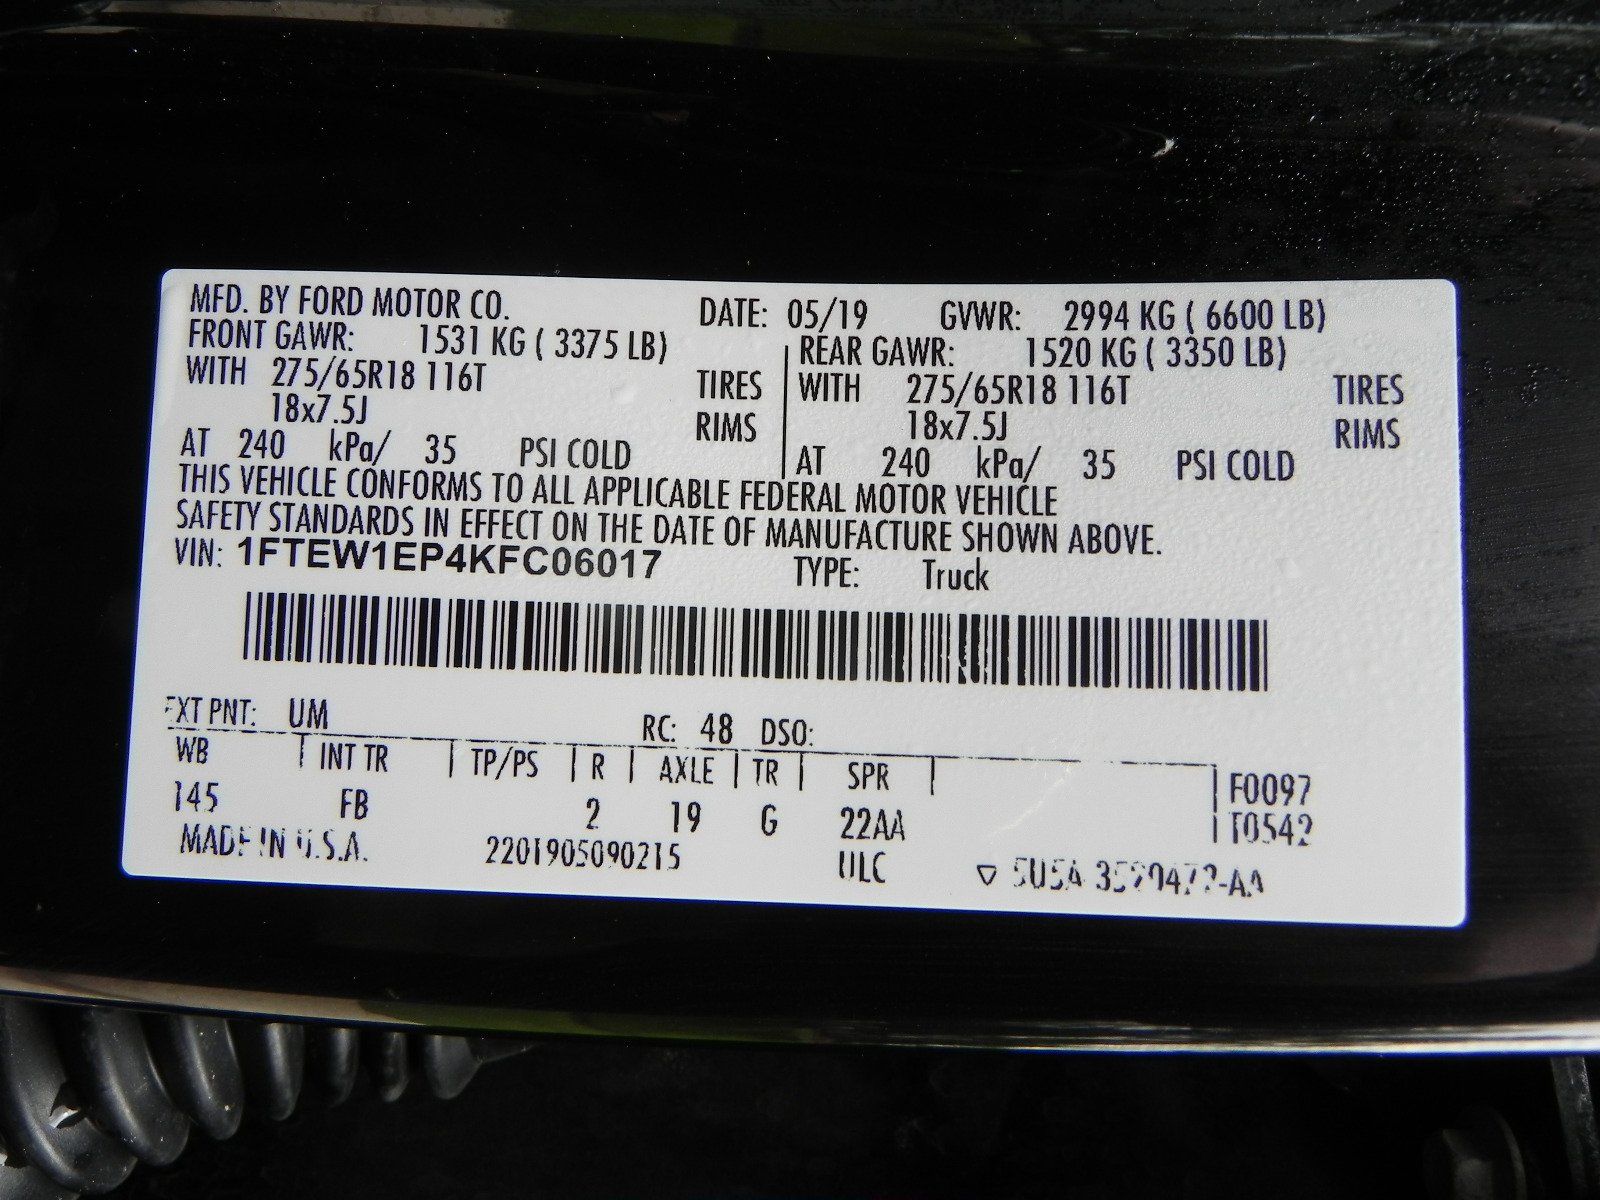 MFD. BY FORD MOTOR CO. DATE: 05/19 GVWR: 2994 KG ( 6600 LB)
FRONT GAWR: 1531 KG ( 3375 LB) REAR GAWR: 1520 KG ( 3350 LB)
WITH 275/65R18 116T TIRES WITH 275/65R18 116T TIRES
18x7.5J RIMS 18x7.5J RIMS
AT 240 kPa/ 35 PSI COLD AT 240 kPa/ 35 PSI COLD
THIS VEHICLE CONFORMS TO ALL APPLICABLE FEDERAL MOTOR VEHICLE
SAFETY STANDARDS IN EFFECT ON THE DATE OF MANUFACTURE SHOWN ABOVE.
VIN: 1FTEW1EP4KFC06017 TYPE: Truck
EXT PNT: UM RC: 48 DSO:
WB INT TR TP/PS R AXLE TR SPR F0097
145 FB 2 19 G 22AA T0542
MADE IN U.S.A. 2201905090215 ULC